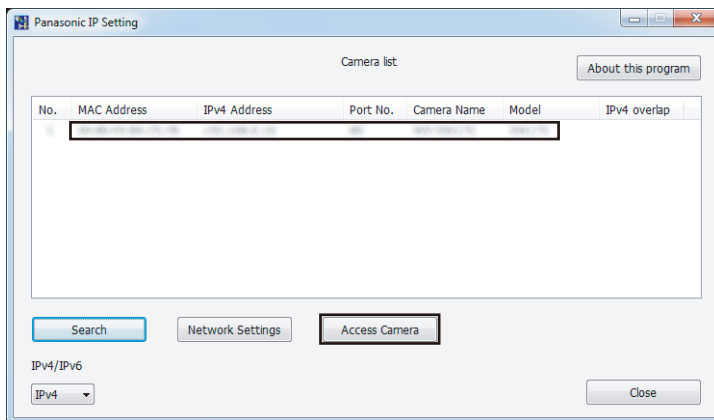 Panasonic IP Setting
Camera list
About this program
No. MAC Address IPv4 Address Port No. Camera Name Model IPv4 overlap
Search Network Settings Access Camera
IPv4/IPv6
IPv4 Close